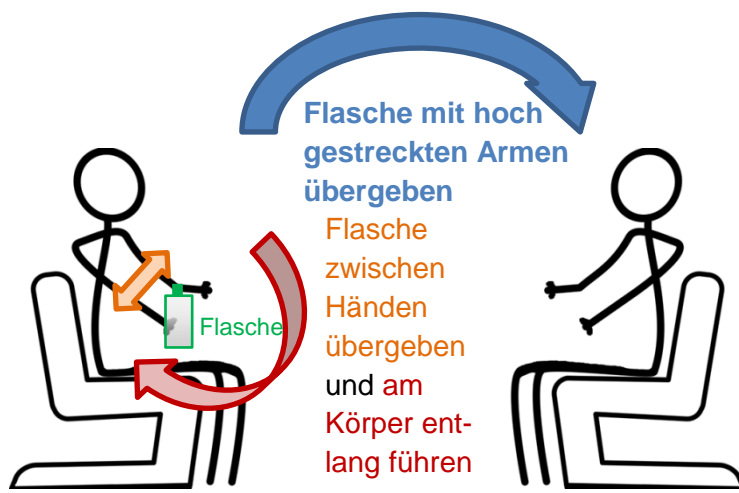 Flasche mit hoch
gestreckten Armen
übergeben
Flasche
zwischen
Händen
übergeben
und am
Körper ent-
lang führen
Flasche